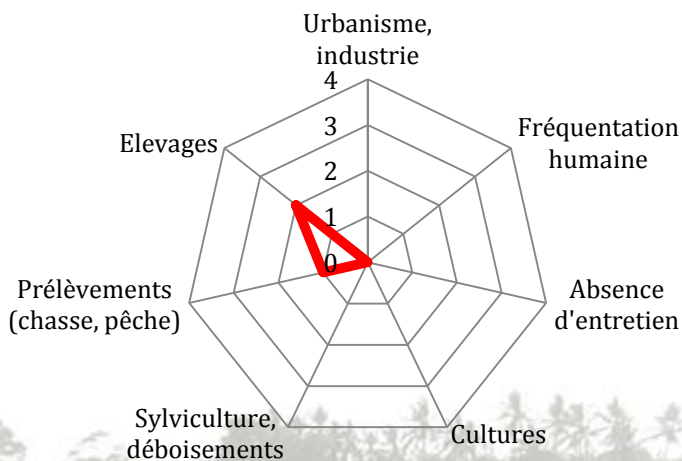 Urbanisme,
industrie
4
3
2
1
0
Fréquentation
humaine
Absence
d'entretien
Cultures
Sylviculture,
déboisements
Prélèvements
(chasse, pêche)
Elevages